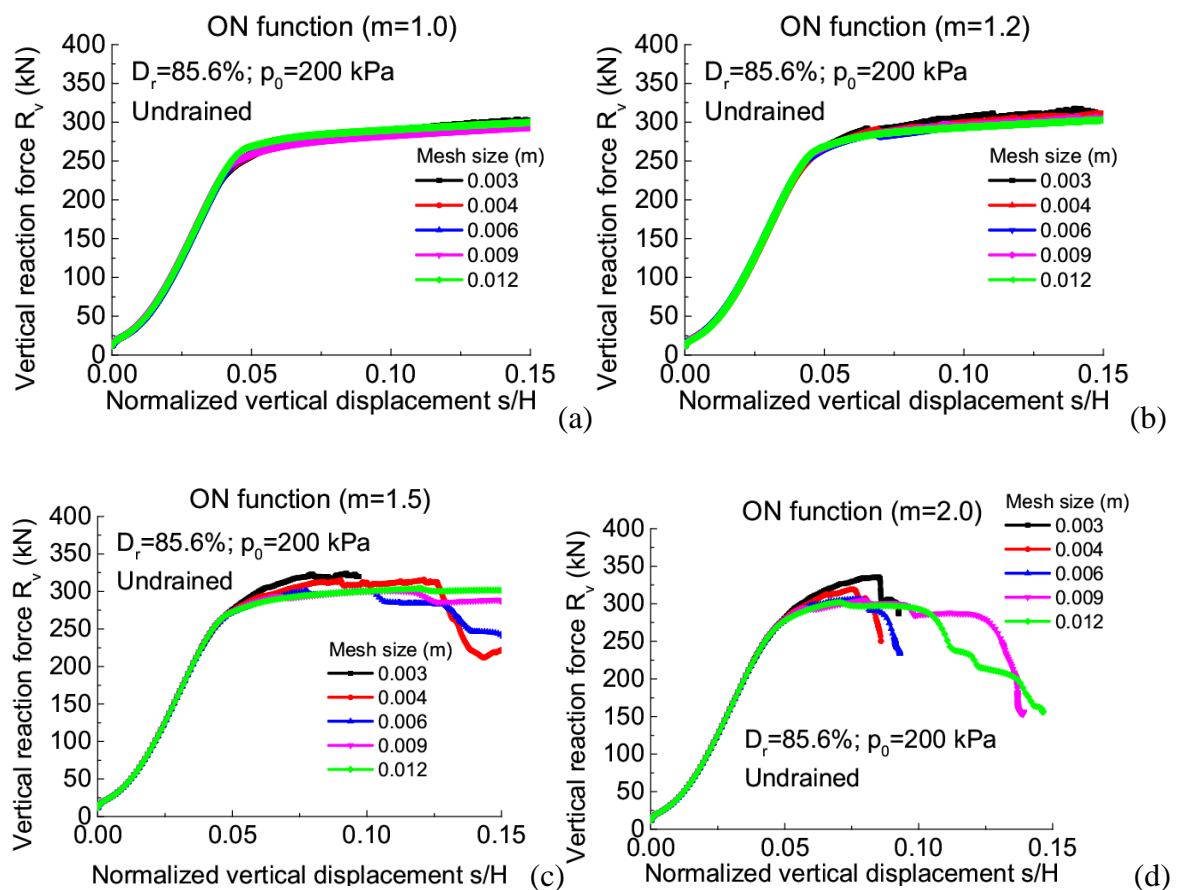 (a)
ON function (m=1.0)
D_r=85.6%; p_0=200 kPa
Undrained
Mesh size (m)
0.003
0.004
0.006
0.009
0.012
Vertical reaction force R_v (kN)
400
350
300
250
200
150
100
50
0
0.00 0.05 0.10 0.15
Normalized vertical displacement s/H
(a)
(b)
ON function (m=1.2)
D_r=85.6%; p_0=200 kPa
Undrained
Mesh size (m)
0.003
0.004
0.006
0.009
0.012
Vertical reaction force R_v (kN)
400
350
300
250
200
150
100
50
0
0.00 0.05 0.10 0.15
Normalized vertical displacement s/H
(b)
ON function (m=1.5)
D_r=85.6%; p_0=200 kPa
Undrained
Mesh size (m)
0.003
0.004
0.006
0.009
0.012
Vertical reaction force R_v (kN)
400
350
300
250
200
150
100
50
0
0.00 0.05 0.10 0.15
Normalized vertical displacement s/H
(c)
ON function (m=2.0)
Mesh size (m)
0.003
0.004
0.006
0.009
0.012
D_r=85.6%; p_0=200 kPa
Undrained
Vertical reaction force R_v (kN)
400
350
300
250
200
150
100
50
0
0.00 0.05 0.10 0.15
Normalized vertical displacement s/H
(d)